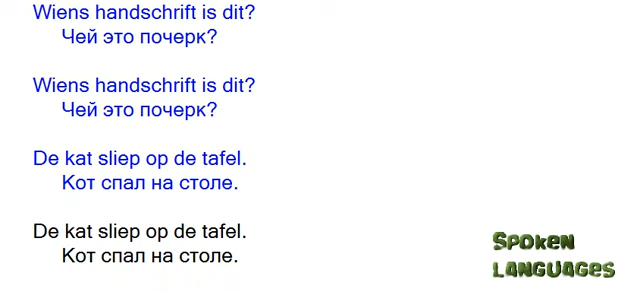 Wiens handschrift is dit?
Чей это почерк?
Wiens handschrift is dit?
Чей это почерк?
De kat sliep op de tafel.
Кот спал на столе.
De kat sliep op de tafel.
Кот спал на столе.
Spoken
Languages